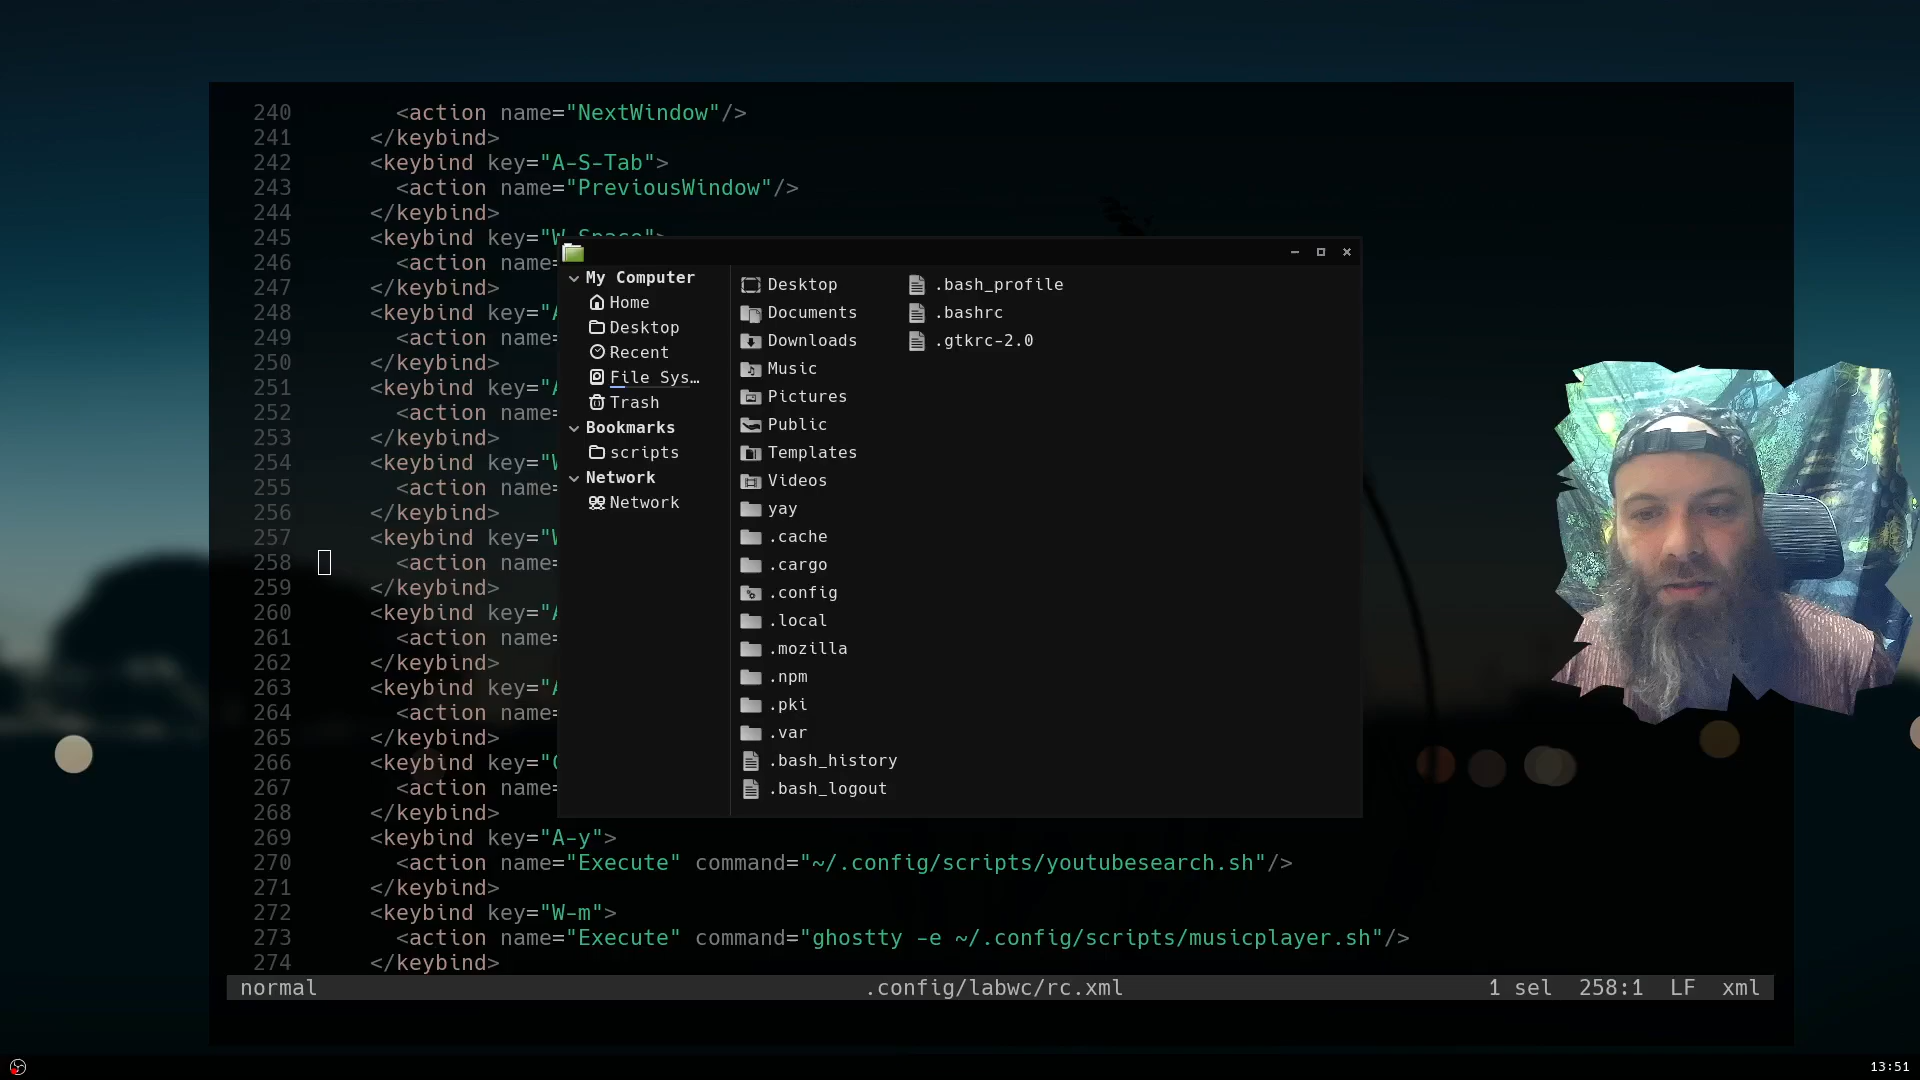 240 <action name="NextWindow"/>
241 </keybind>
242 <keybind key="A-S-Tab">
243 <action name="PreviousWindow"/>
244 </keybind>
245 <keybind key="W-Space">
246 <action name=
247 </keybind>
248 <keybind key="A
249 <action name=
250 </keybind>
251 <keybind key="A
252 <action name=
253 </keybind>
254 <keybind key="W
255 <action name=
256 </keybind>
257 <keybind key="W
258 <action name=
259 </keybind>
260 <keybind key="A
261 <action name=
262 </keybind>
263 <keybind key="A
264 <action name=
265 </keybind>
266 <keybind key="
267 <action name=
268 </keybind>
269 <keybind key="A-y">
270 <action name="Execute" command="~/.config/scripts/youtubesearch.sh"/>
271 </keybind>
272 <keybind key="W-m">
273 <action name="Execute" command="ghostty -e ~/.config/scripts/musicplayer.sh"/>
274 </keybind>
normal .config/labwc/rc.xml 1 sel 258:1 LF xml
My Computer
Home
Desktop
Recent
File Sys…
Trash
Bookmarks
scripts
Network
Network
Desktop
Documents
Downloads
Music
Pictures
Public
Templates
Videos
yay
.cache
.cargo
.config
.local
.mozilla
.npm
.pki
.var
.bash_history
.bash_logout
.bash_profile
.bashrc
.gtkrc-2.0
13:51